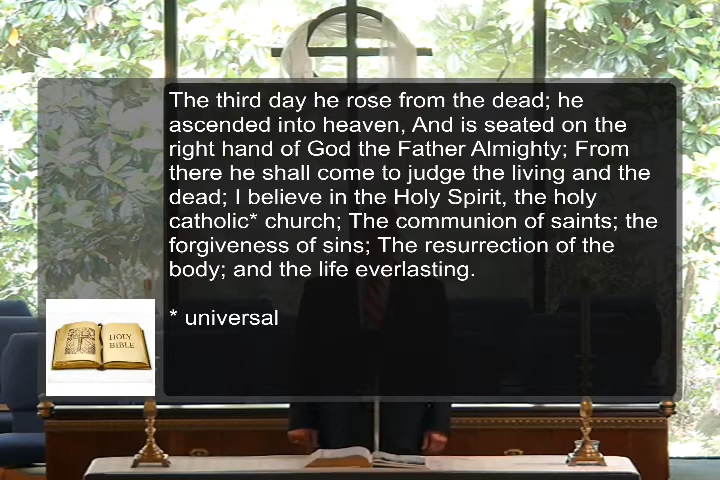 The third day he rose from the dead; he
ascended into heaven, And is seated on the
right hand of God the Father Almighty; From
there he shall come to judge the living and the
dead; I believe in the Holy Spirit, the holy
catholic* church; The communion of saints; the
forgiveness of sins; The resurrection of the
body; and the life everlasting.
* universal
HOLY
BIBLE